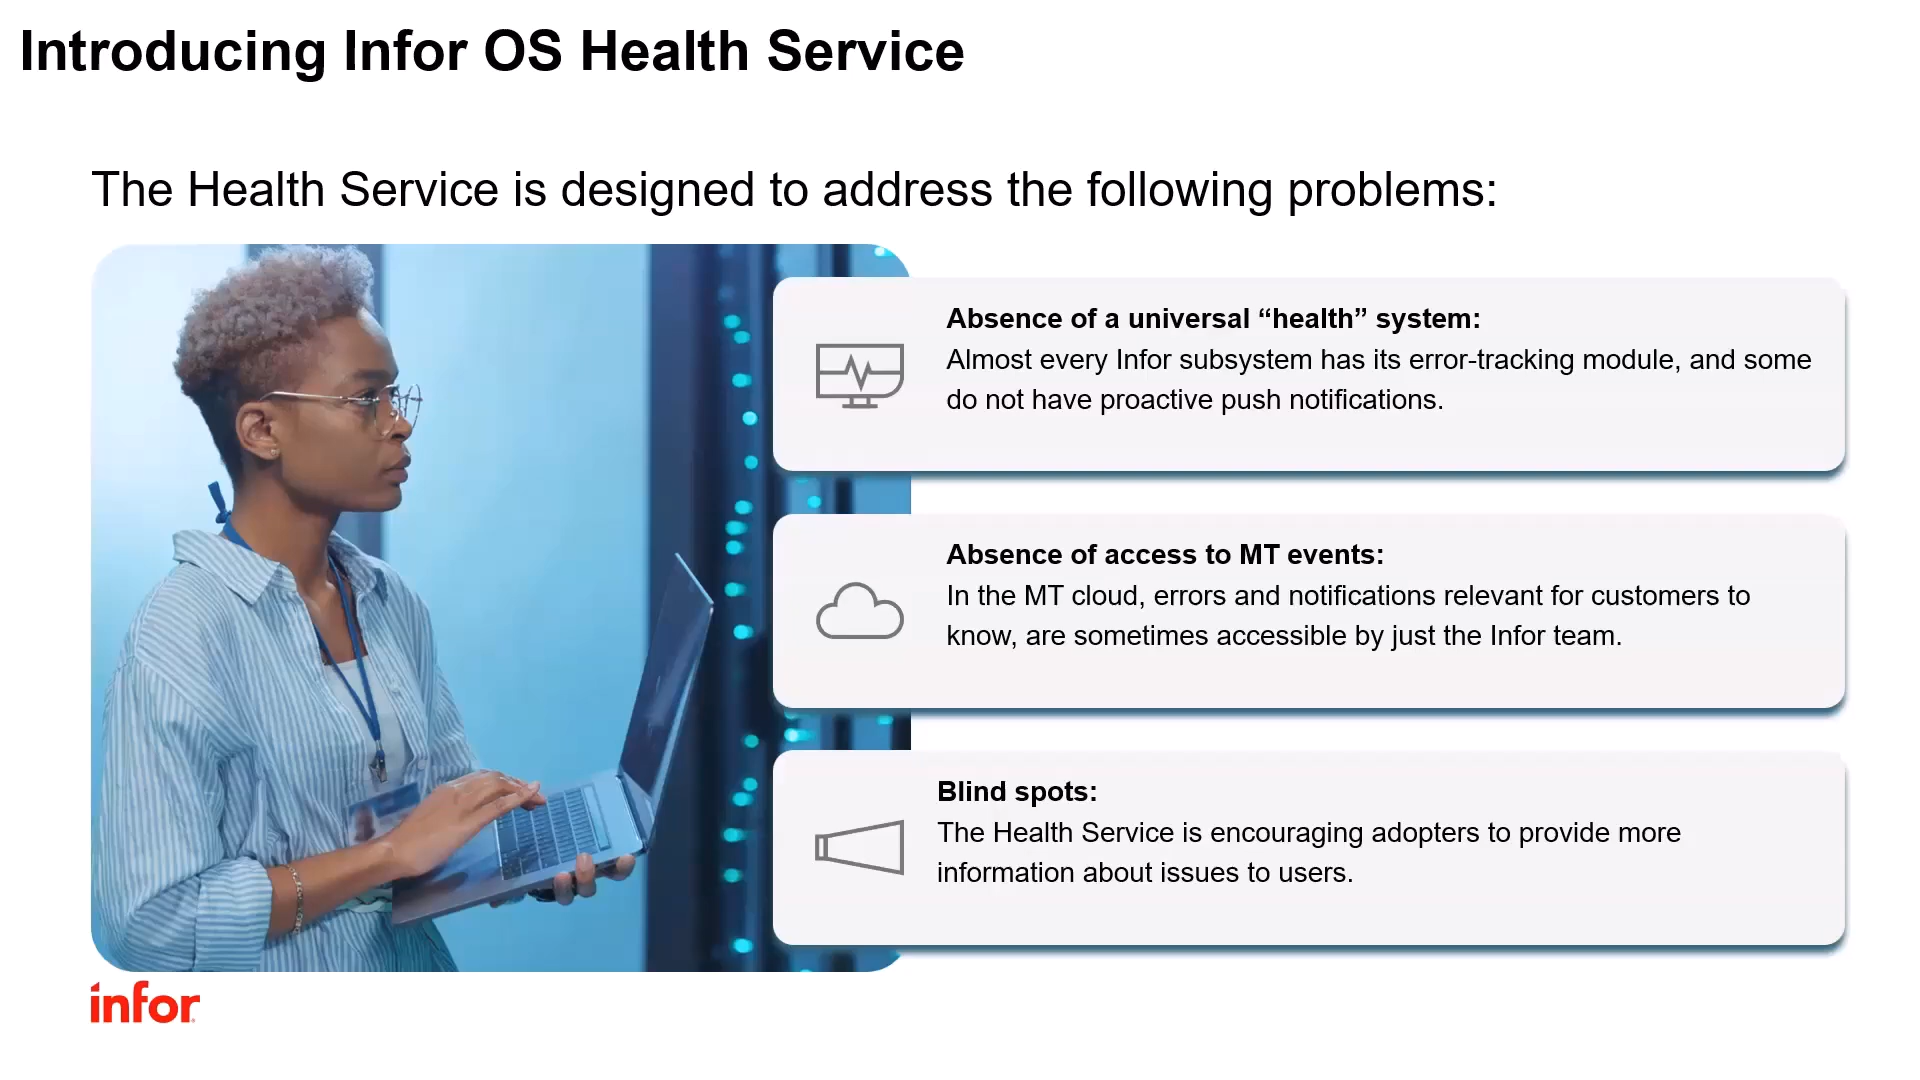 Introducing Infor OS Health Service
The Health Service is designed to address the following problems:
Absence of a universal “health” system:
Almost every Infor subsystem has its error-tracking module, and some
do not have proactive push notifications.
Absence of access to MT events:
In the MT cloud, errors and notifications relevant for customers to
know, are sometimes accessible by just the Infor team.
Blind spots:
The Health Service is encouraging adopters to provide more
information about issues to users.
infor